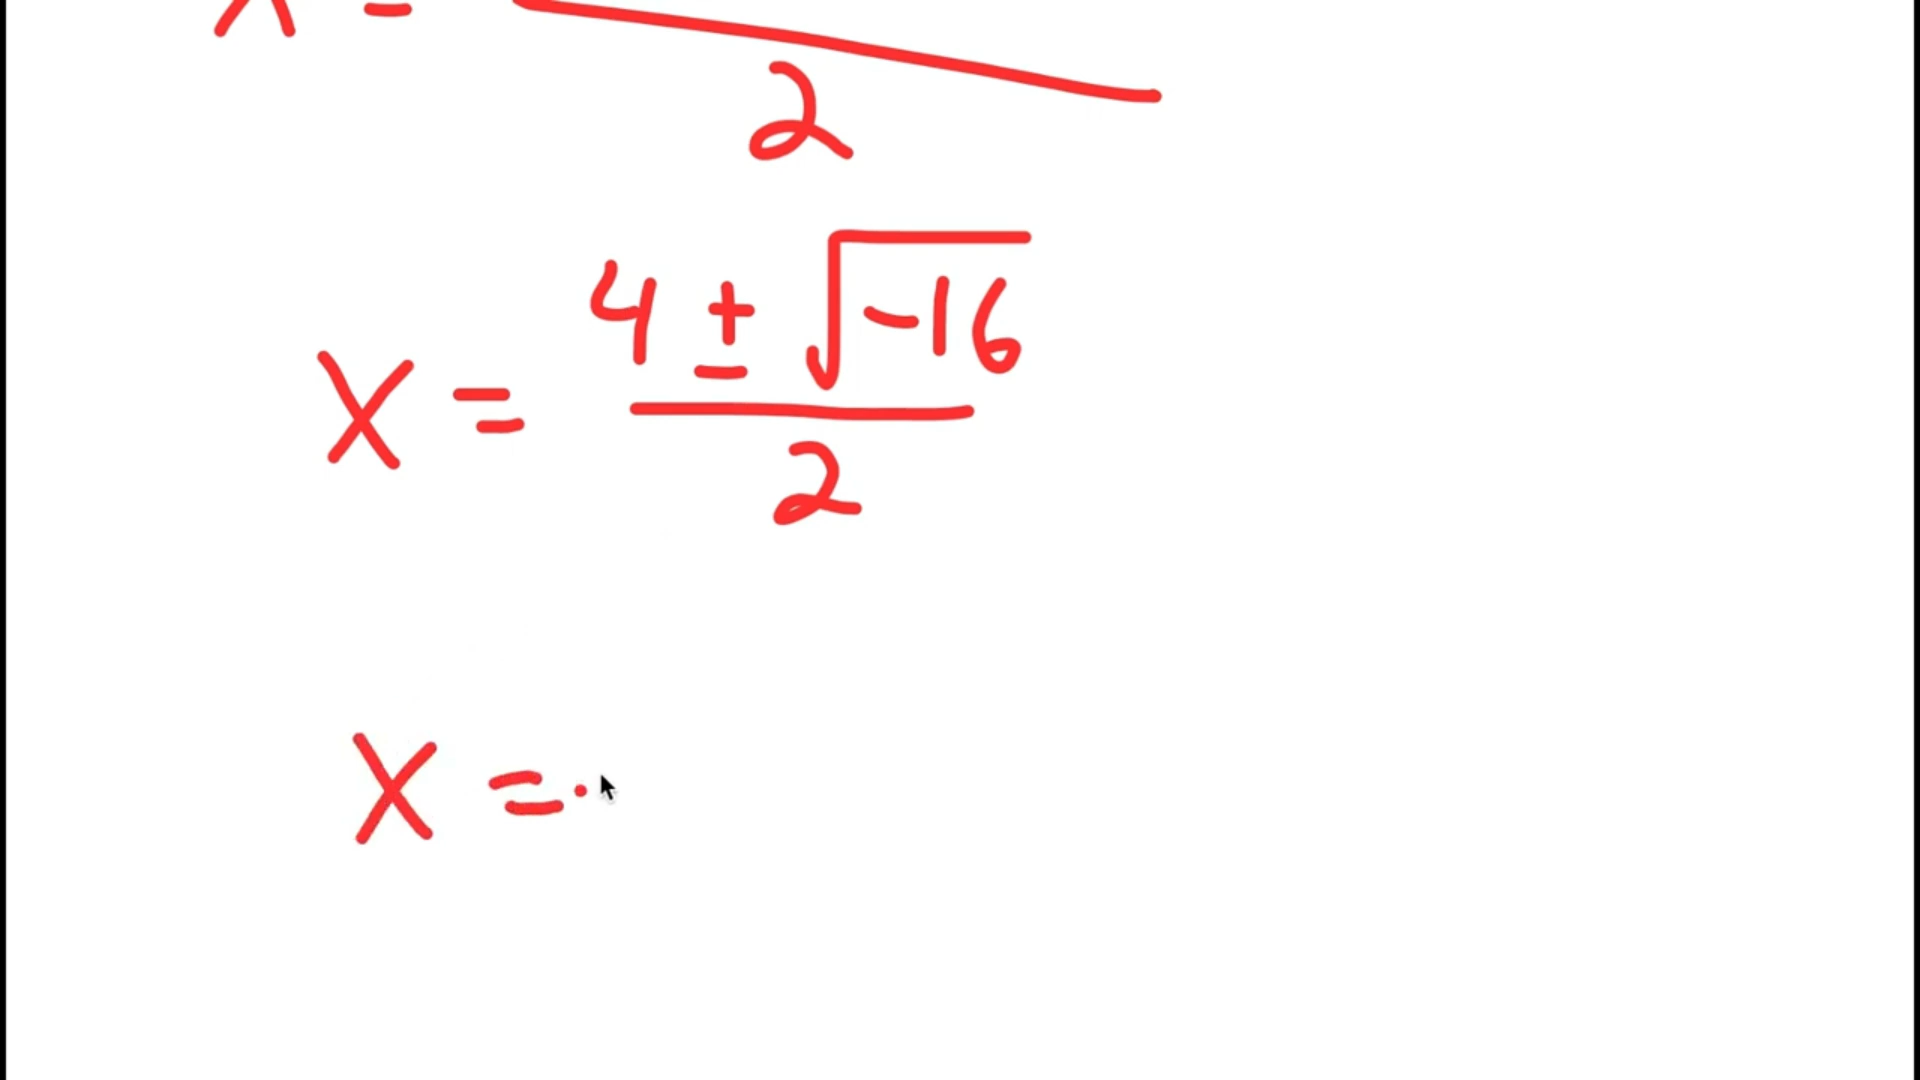 X =
2
X = 4 ± √-16
2
X = .